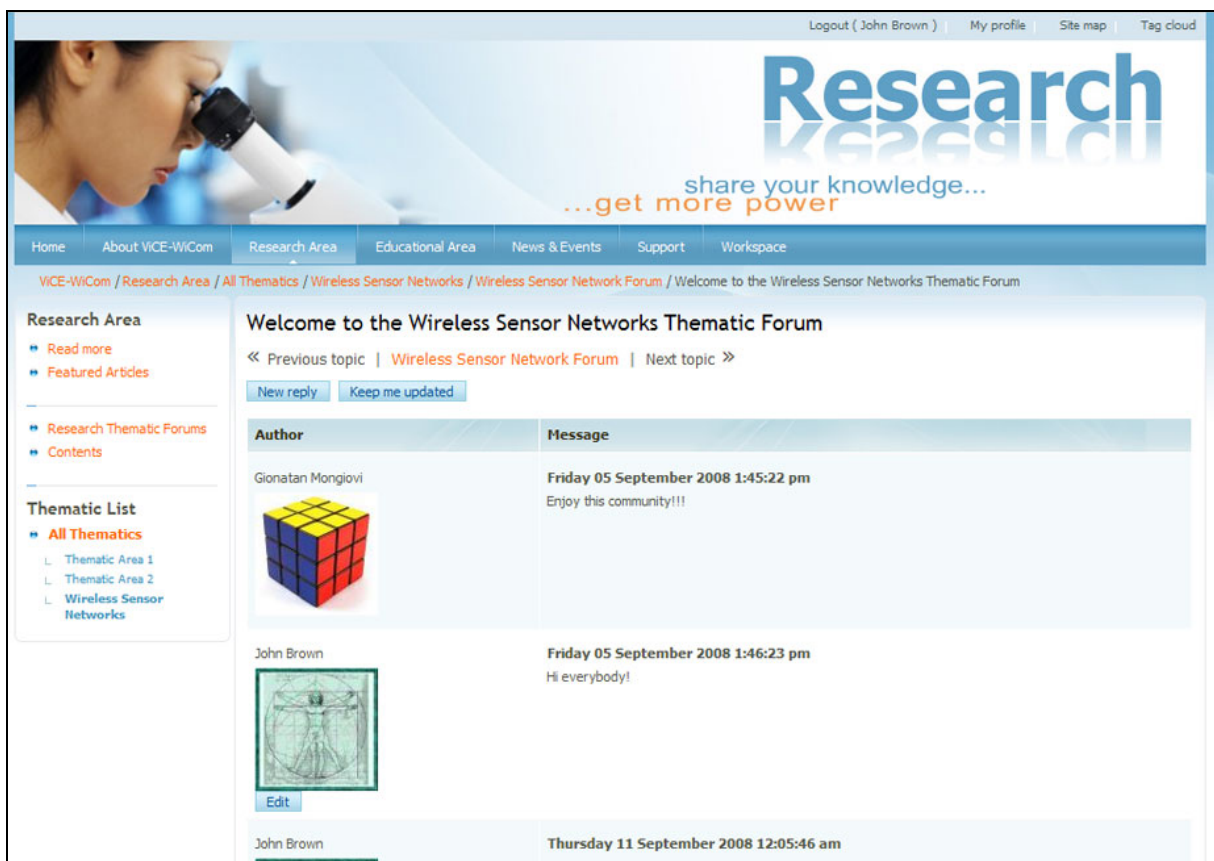 Logout ( John Brown ) My profile Site map Tag cloud
Research
share your knowledge...
...get more power
Home About ViCE-WiCom Research Area Educational Area News & Events Support Workspace
ViCE-WiCom / Research Area / All Thematics / Wireless Sensor Networks / Wireless Sensor Network Forum / Welcome to the Wireless Sensor Networks Thematic Forum
Research Area
Read more
Featured Articles
Research Thematic Forums
Contents
Thematic List
All Thematics
Thematic Area 1
Thematic Area 2
Wireless Sensor
Networks
Welcome to the Wireless Sensor Networks Thematic Forum
« Previous topic | Wireless Sensor Network Forum | Next topic »
New reply Keep me updated
Author Message
Gionatan Mongiovi Friday 05 September 2008 1:45:22 pm
Enjoy this community!!!
John Brown Friday 05 September 2008 1:46:23 pm
Hi everybody!
Edit
John Brown Thursday 11 September 2008 12:05:46 am